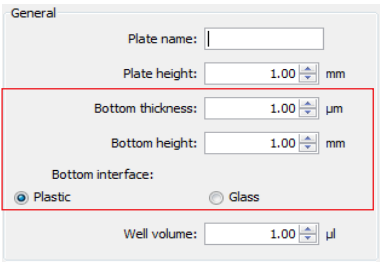 General
Plate name:
Plate height: 1.00 mm
Bottom thickness: 1.00 µm
Bottom height: 1.00 mm
Bottom interface:
Plastic Glass
Well volume: 1.00 µl